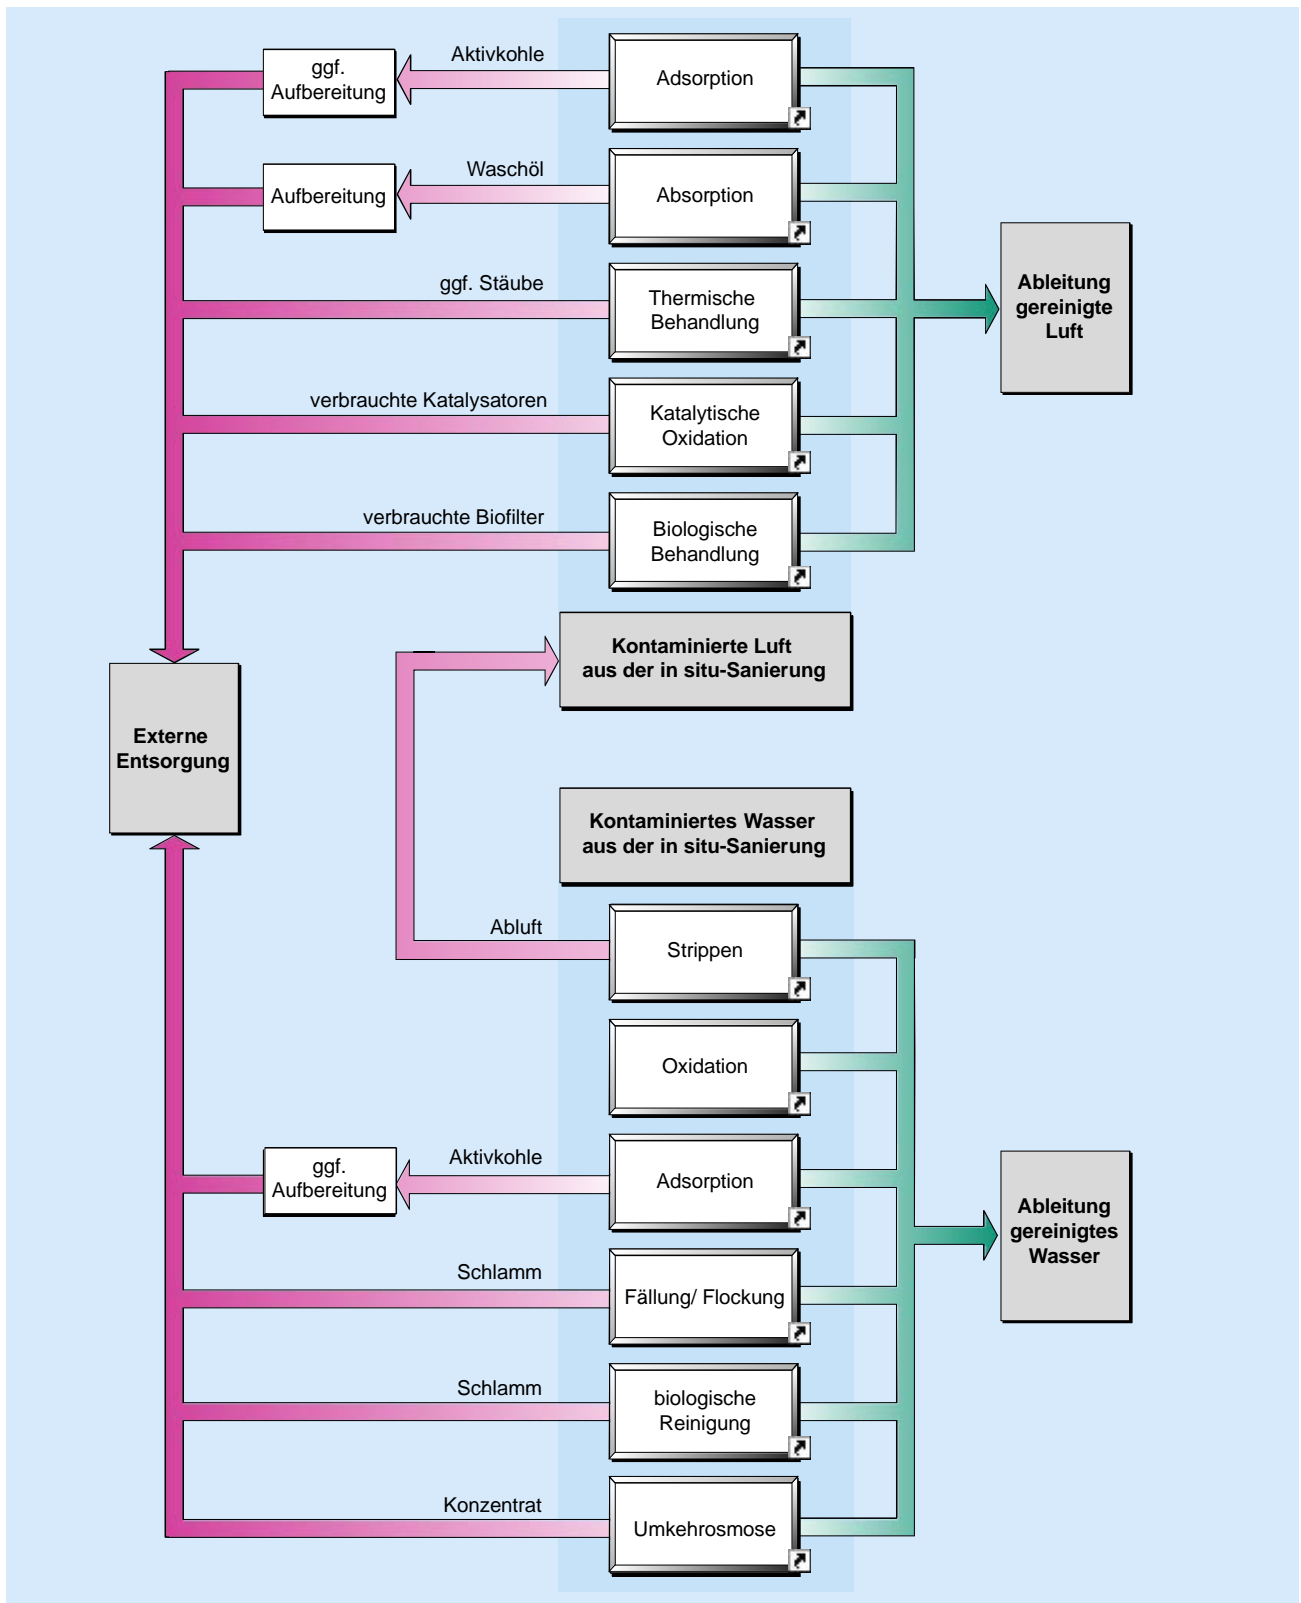 Aktivkohle
ggf.
Aufbereitung
Adsorption
Waschöl
Aufbereitung
Absorption
ggf. Stäube
Thermische
Behandlung
Ableitung
gereinigte
Luft
verbrauchte Katalysatoren
Katalytische
Oxidation
verbrauchte Biofilter
Biologische
Behandlung
Kontaminierte Luft
aus der in situ-Sanierung
Externe
Entsorgung
Kontaminiertes Wasser
aus der in situ-Sanierung
Abluft
Strippen
Oxidation
Aktivkohle
ggf.
Aufbereitung
Adsorption
Ableitung
gereinigtes
Wasser
Schlamm
Fällung/ Flockung
Schlamm
biologische
Reinigung
Konzentrat
Umkehrosmose